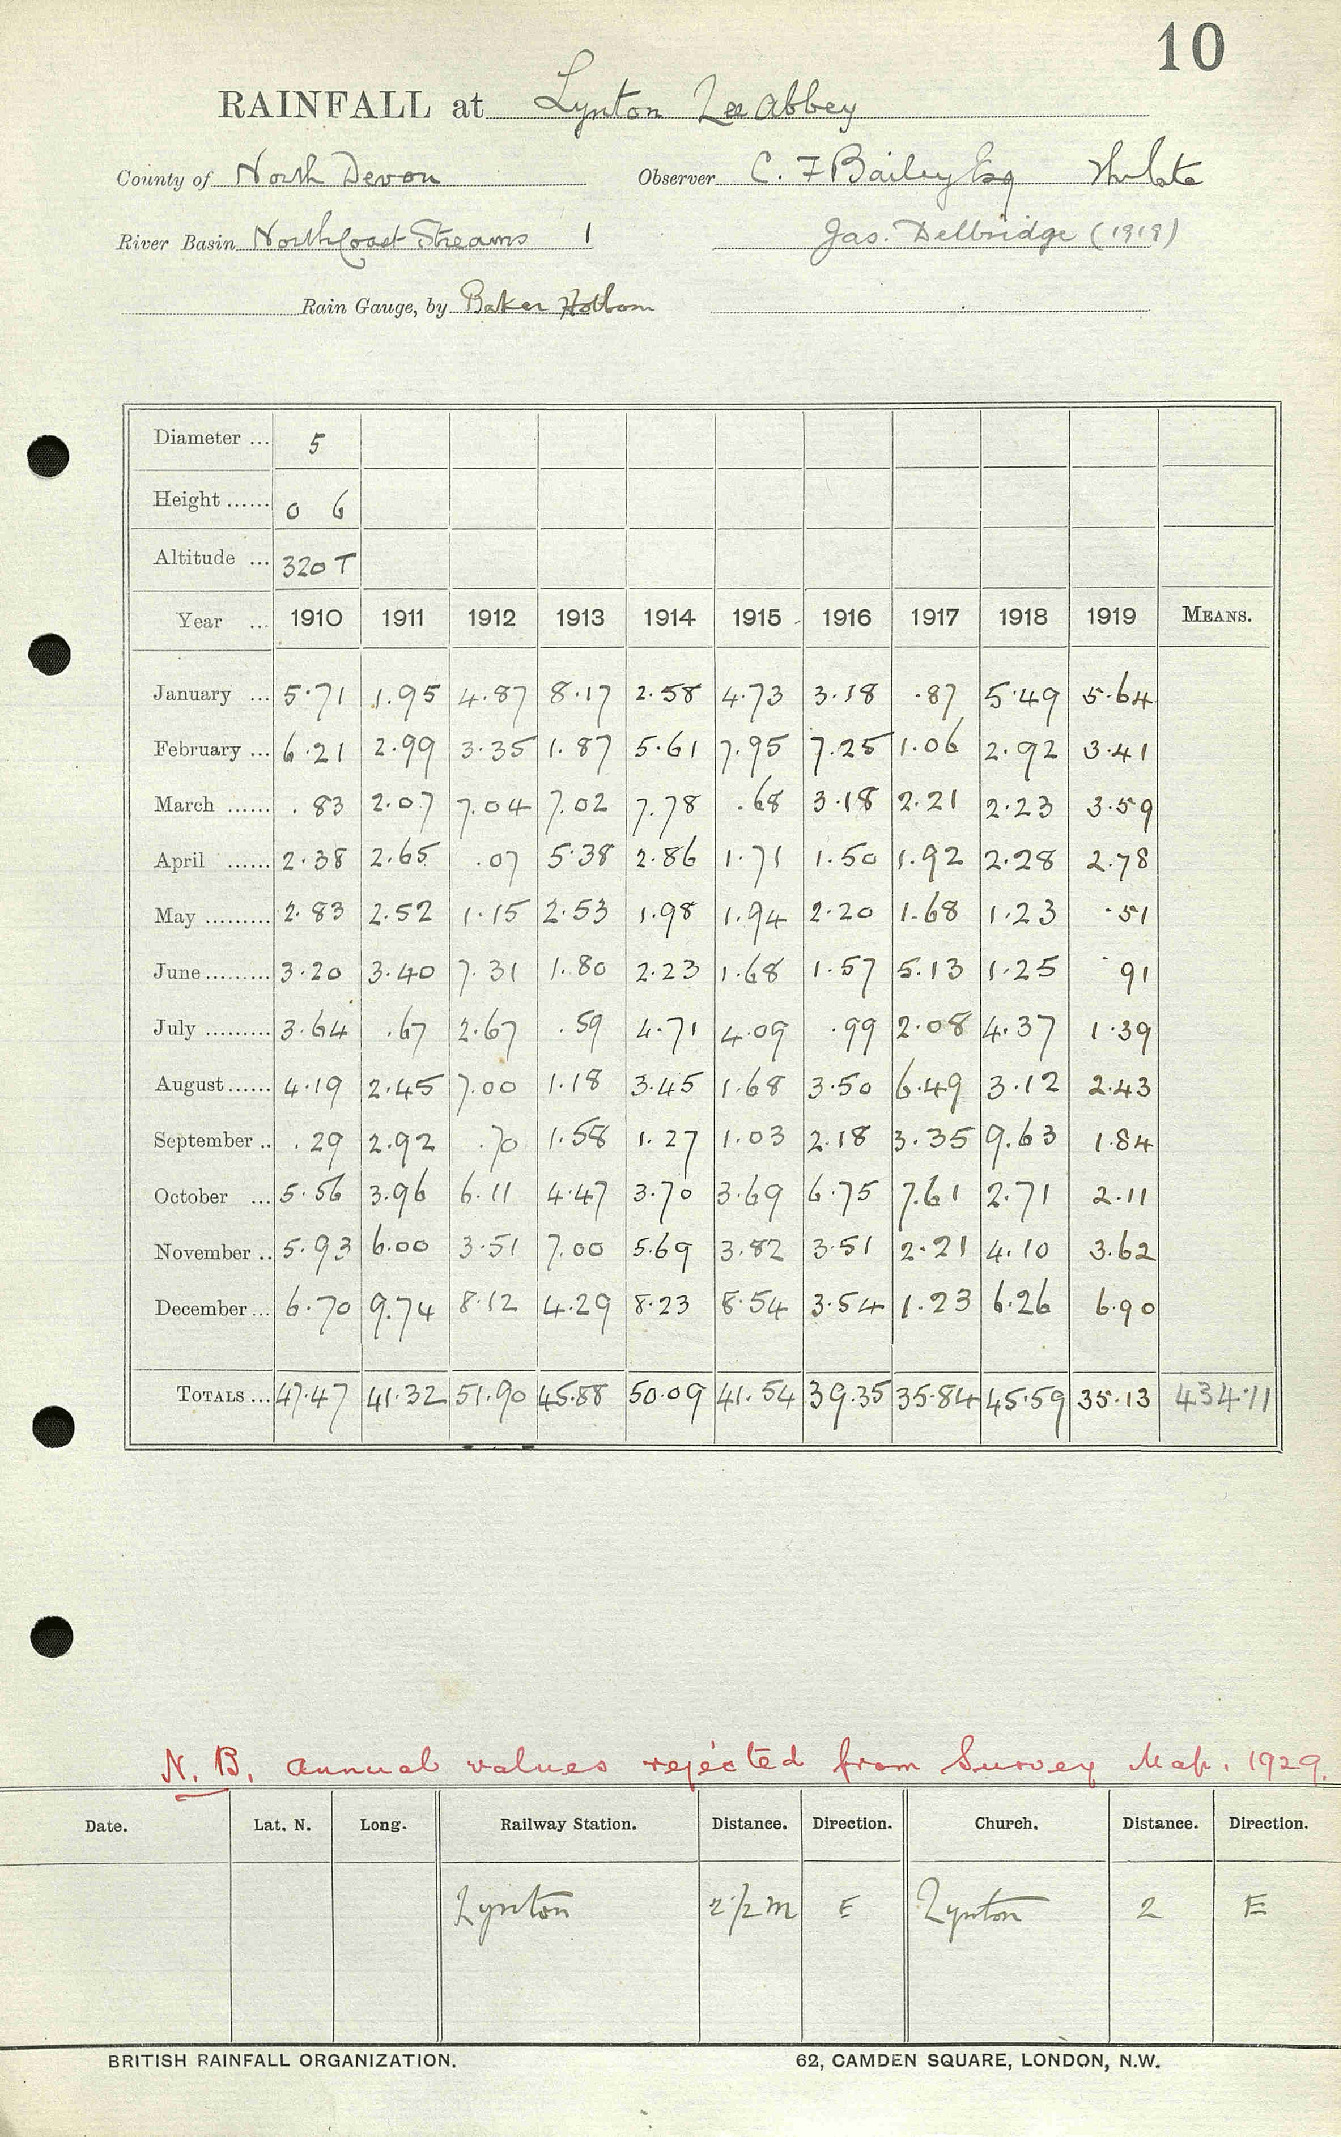 10
RAINFALL at Lynton Lee Abbey
County of North Devon Observer C. F Bailey Esq
River Basin North Coast Streams 1 Jas. Delbridge (1919)
Rain Gauge, by Baker Holborn
Diameter ... 5
Height ...... 0 6
Altitude ... 320 T
Year ... 1910 1911 1912 1913 1914 1915 1916 1917 1918 1919 MEANS.
January ... 5.71 1.95 4.87 8.17 2.58 4.73 3.18 .87 5.49 5.64
February ... 6.21 2.99 3.35 1.87 5.61 7.95 7.25 1.06 2.92 3.41
March ...... .83 2.07 7.04 7.02 7.78 .68 3.18 2.21 2.23 3.59
April ...... 2.38 2.65 .07 5.38 2.86 1.71 1.50 1.92 2.28 2.78
May ......... 2.83 2.52 1.15 2.53 1.98 1.94 2.20 1.68 1.23 .51
June ......... 3.20 3.40 7.31 1.80 2.23 1.68 1.57 5.13 1.25 .91
July ......... 3.64 .67 2.67 .59 4.71 4.09 .99 2.08 4.37 1.39
August ...... 4.19 2.45 7.00 1.18 3.45 1.68 3.50 6.49 3.12 2.43
September .. .29 2.92 .70 1.58 1.27 1.03 2.18 3.35 9.63 1.84
October ... 5.56 3.96 6.11 4.47 3.70 3.69 6.75 7.61 2.71 2.11
November .. 5.93 6.00 3.51 7.00 5.69 3.82 3.51 2.21 4.10 3.62
December ... 6.70 9.74 8.12 4.29 8.23 8.54 3.54 1.23 6.26 6.90
TOTALS ... 47.47 41.32 51.90 45.88 50.09 41.54 39.35 35.84 45.59 35.13 434.11
N. B. Annual values rejected from Survey Map. 1929.
Date. Lat. N. Long. Railway Station. Distance. Direction. Church. Distance. Direction.
Lynton 2 1/2 m E Lynton 2 E
BRITISH RAINFALL ORGANIZATION. 62, CAMDEN SQUARE, LONDON, N.W.